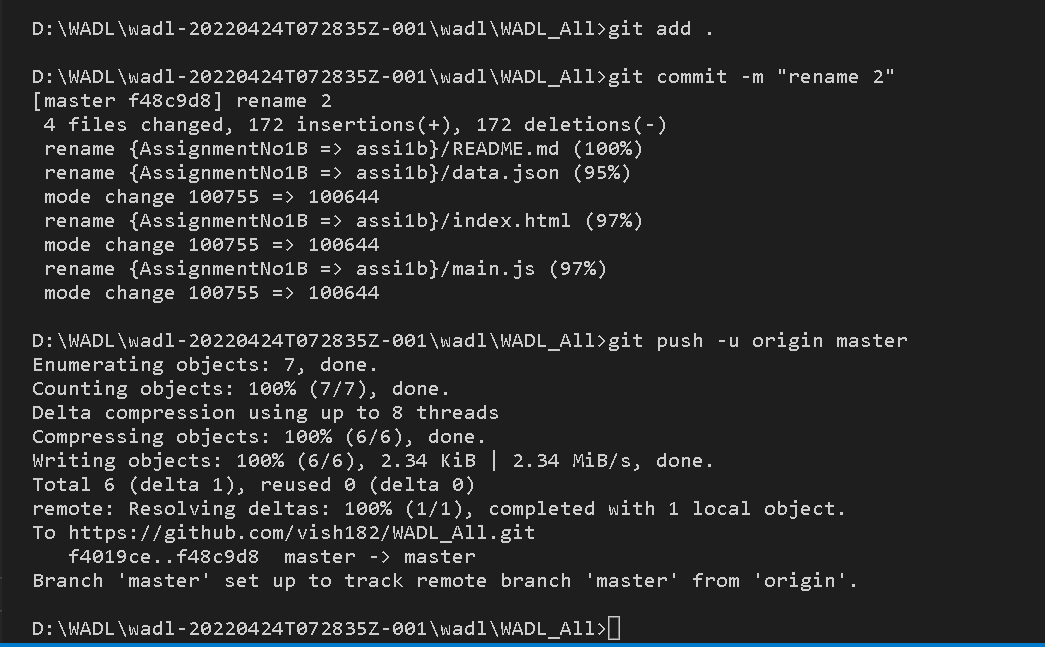 D:\WADL\wadl-20220424T072835Z-001\wadl\WADL_All>git add .
D:\WADL\wadl-20220424T072835Z-001\wadl\WADL_All>git commit -m "rename 2"
[master f48c9d8] rename 2
 4 files changed, 172 insertions(+), 172 deletions(-)
 rename {AssignmentNo1B => assi1b}/README.md (100%)
 rename {AssignmentNo1B => assi1b}/data.json (95%)
 mode change 100755 => 100644
 rename {AssignmentNo1B => assi1b}/index.html (97%)
 mode change 100755 => 100644
 rename {AssignmentNo1B => assi1b}/main.js (97%)
 mode change 100755 => 100644
D:\WADL\wadl-20220424T072835Z-001\wadl\WADL_All>git push -u origin master
Enumerating objects: 7, done.
Counting objects: 100% (7/7), done.
Delta compression using up to 8 threads
Compressing objects: 100% (6/6), done.
Writing objects: 100% (6/6), 2.34 KiB | 2.34 MiB/s, done.
Total 6 (delta 1), reused 0 (delta 0)
remote: Resolving deltas: 100% (1/1), completed with 1 local object.
To https://github.com/vish182/WADL_All.git
   f4019ce..f48c9d8  master -> master
Branch 'master' set up to track remote branch 'master' from 'origin'.
D:\WADL\wadl-20220424T072835Z-001\wadl\WADL_All>